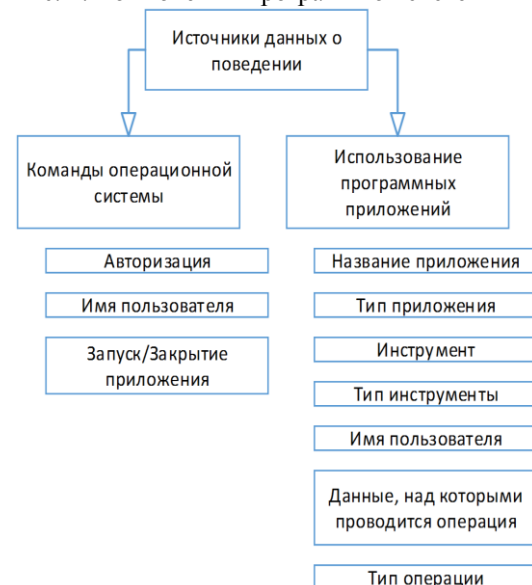 Источники данных о
поведении
Команды операционной
системы
Авторизация
Имя пользователя
Запуск/Закрытие
приложения
Использование
программных
приложений
Название приложения
Тип приложения
Инструмент
Тип инструменты
Имя пользователя
Данные, над которыми
проводится операция
Тип операции